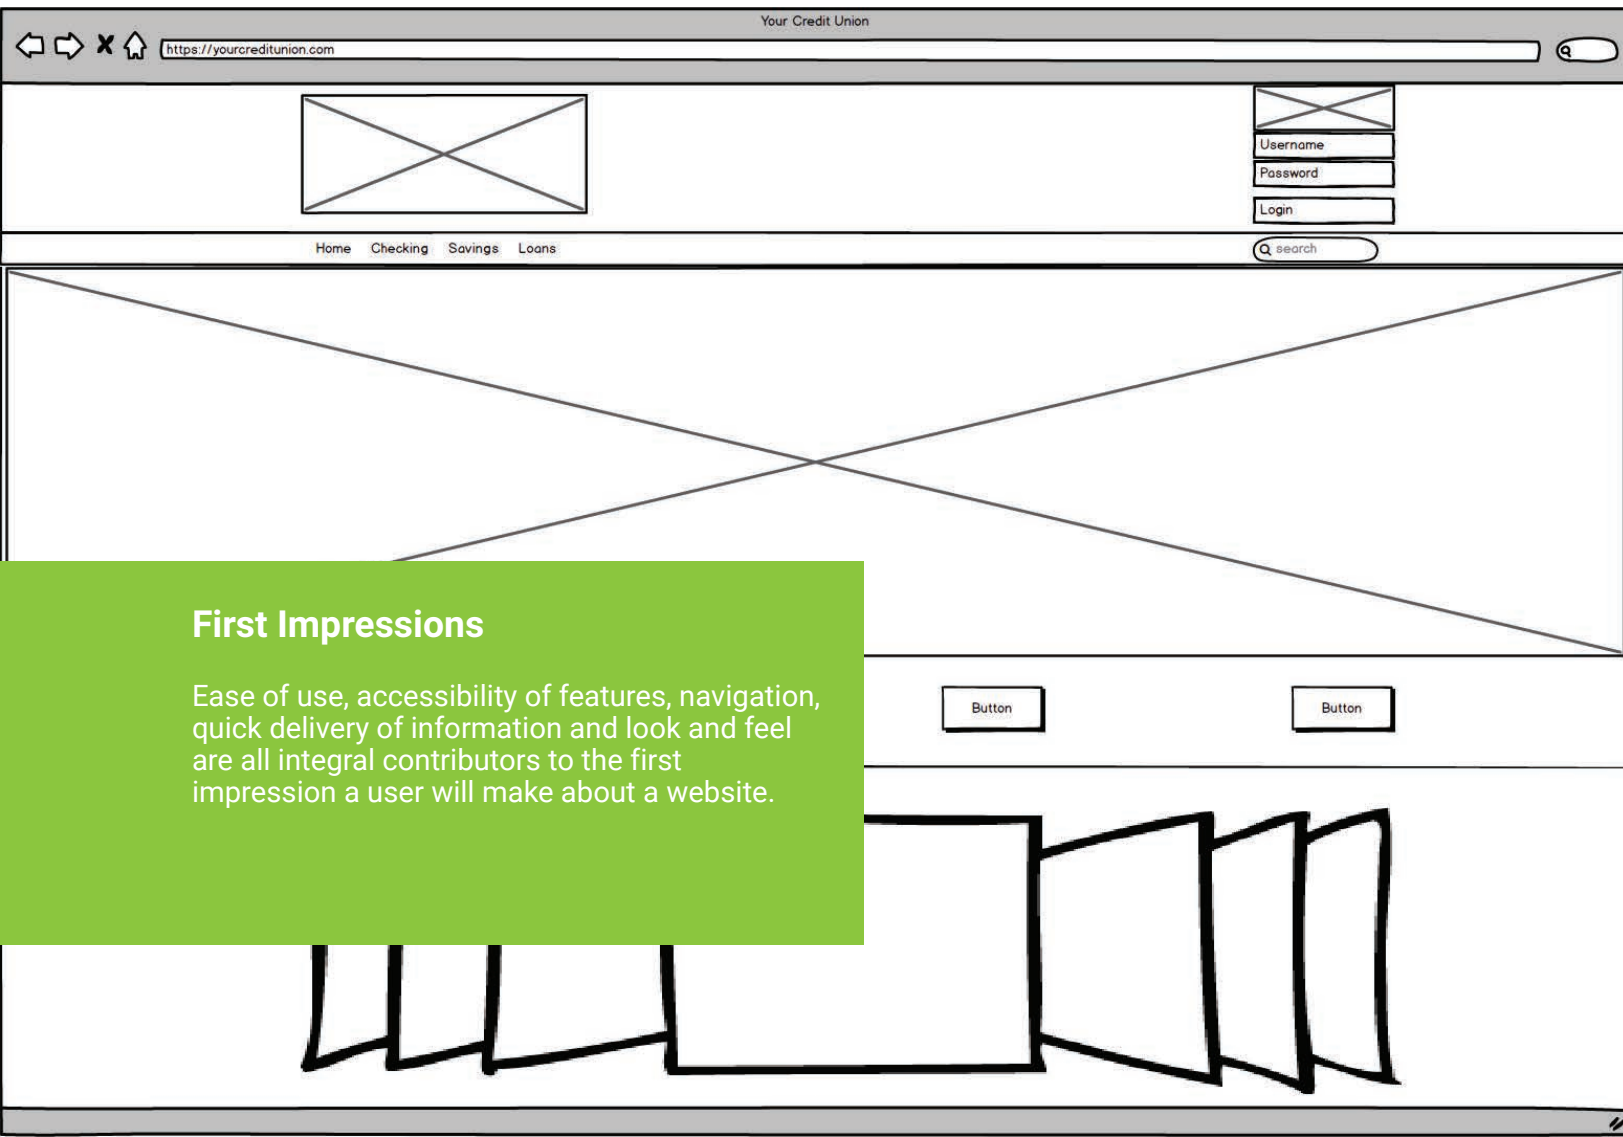 Your Credit Union
https://yourcreditunion.com
Username
Password
Login
Home Checking Savings Loans
search
First Impressions
Ease of use, accessibility of features, navigation,
quick delivery of information and look and feel
are all integral contributors to the first
impression a user will make about a website.
Button Button